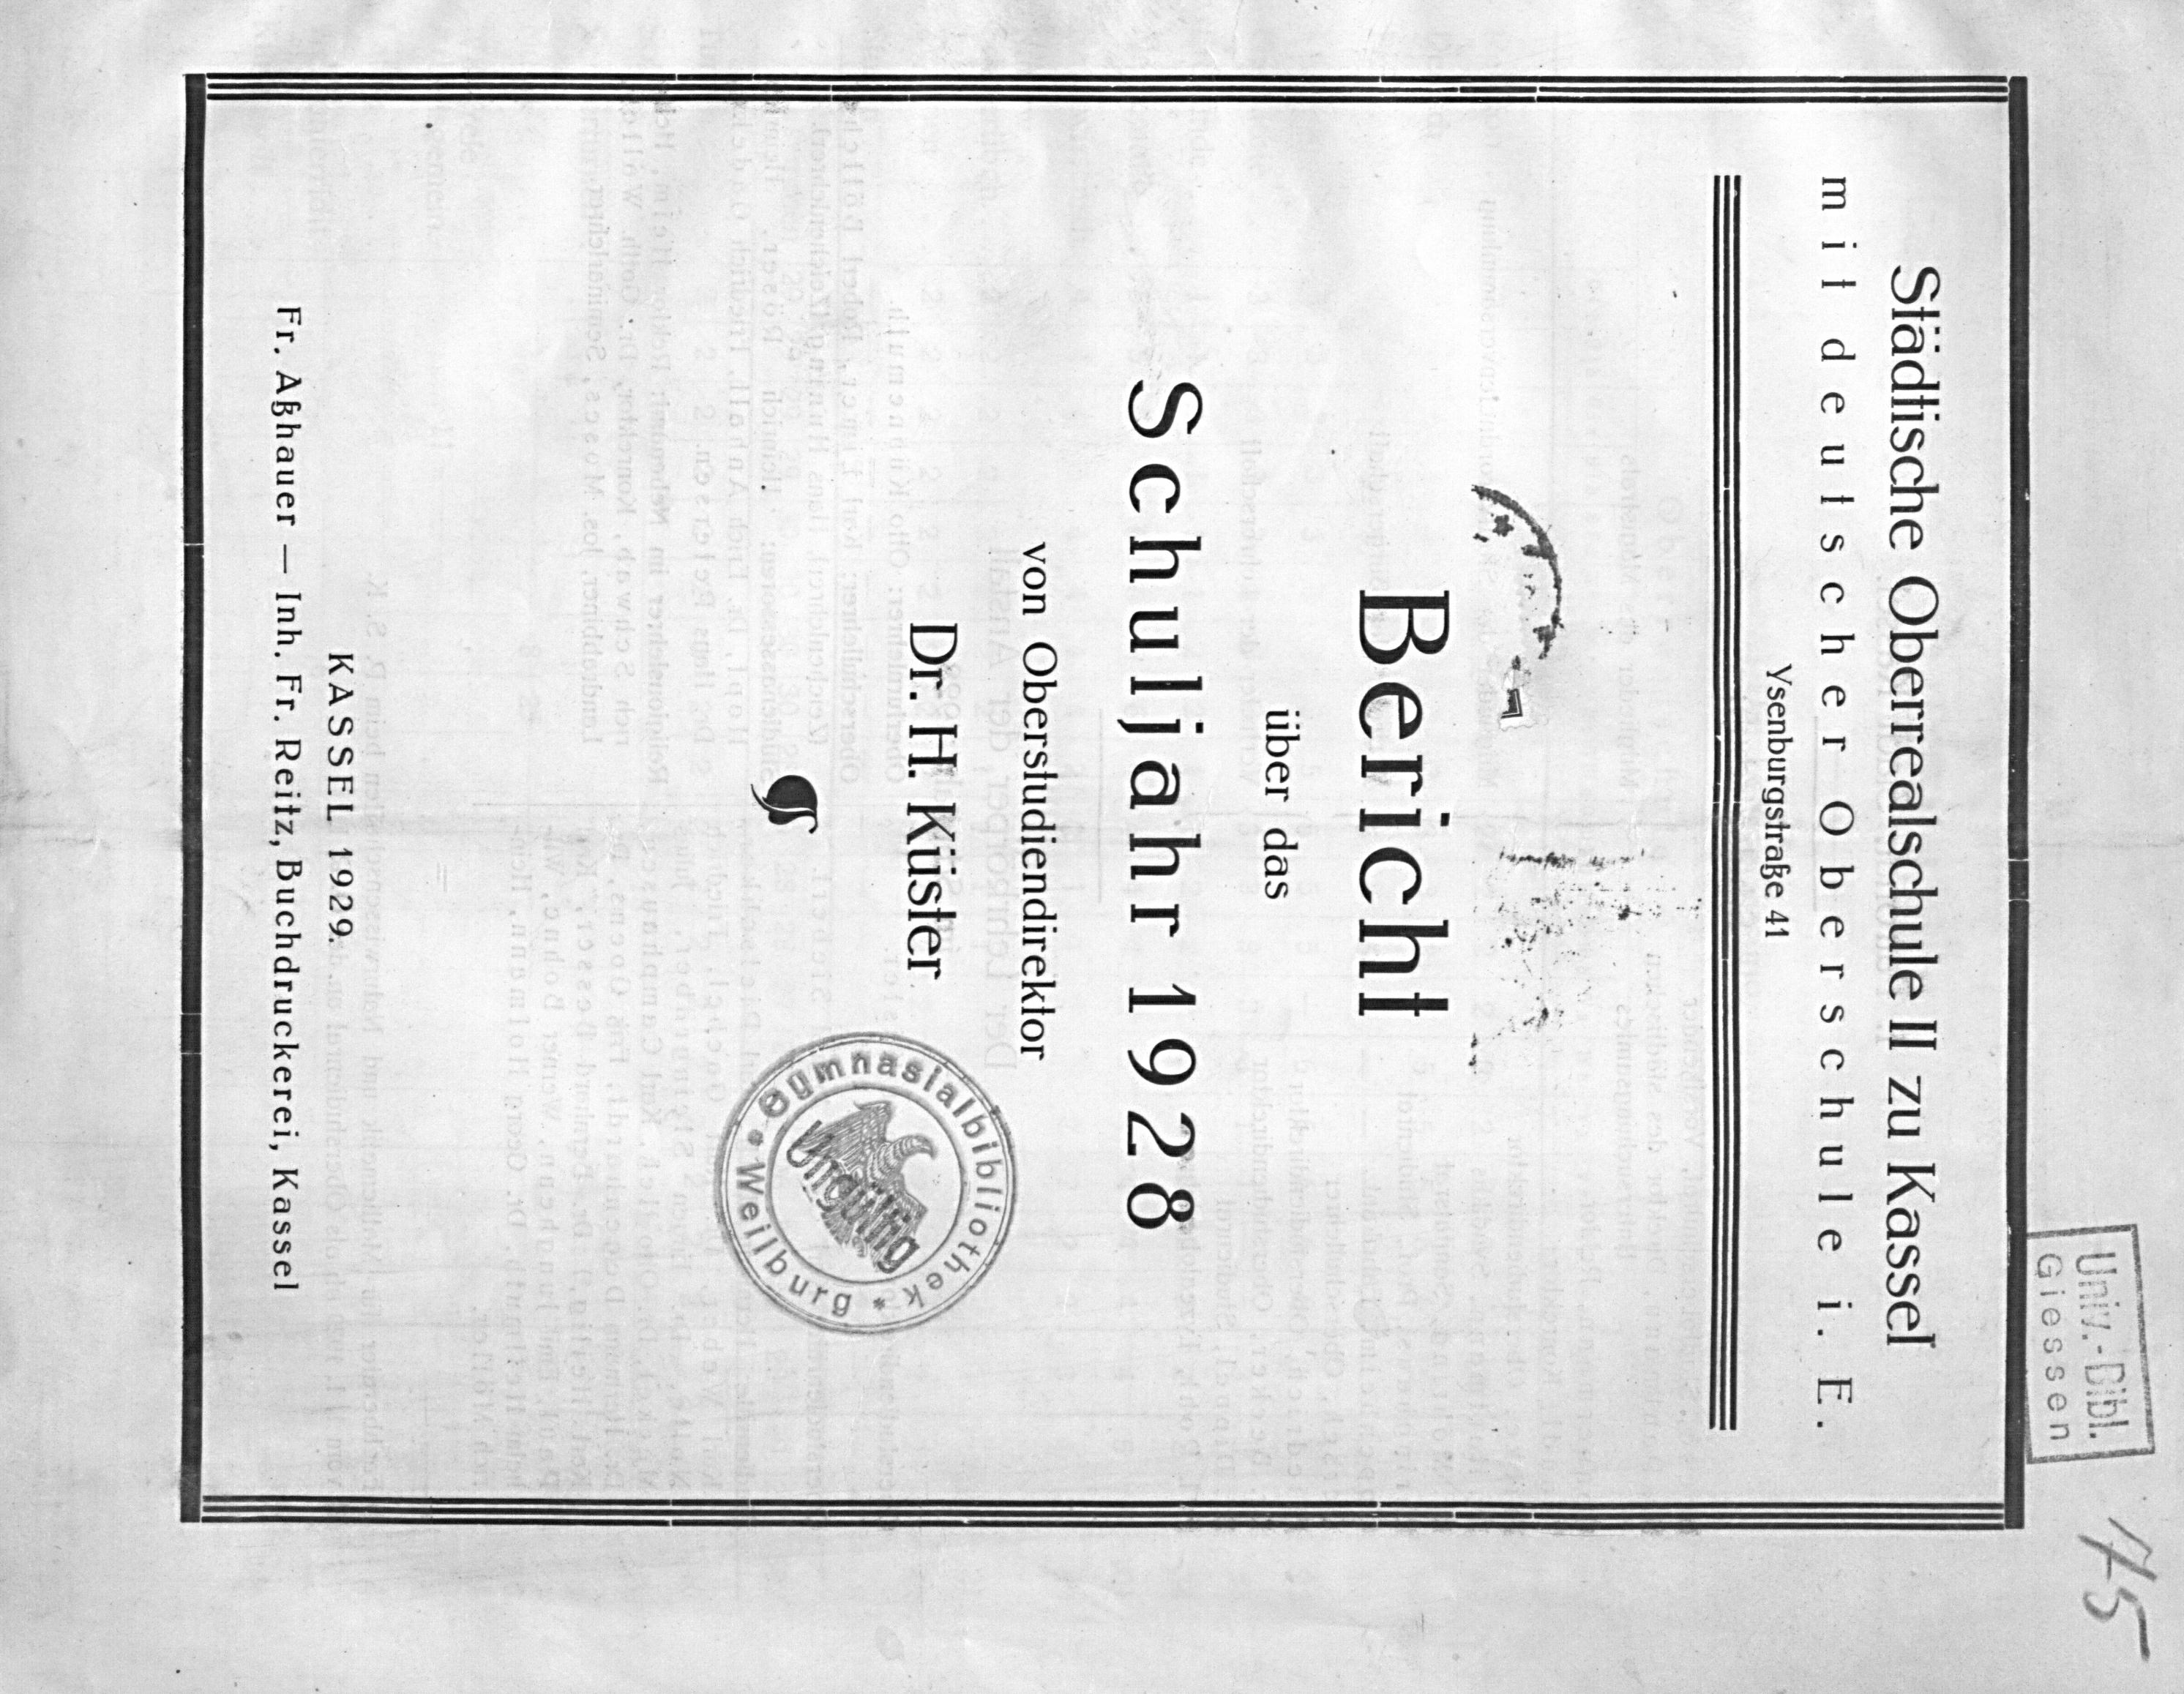 Univ.-Bibl.
Giessen
75
Städtische Oberrealschule II zu Kassel
mit deutscher Oberschule i. E.
Ysenburgstraße 41
Bericht
über das
Schuljahr 1928
von Oberstudiendirektor
Dr. H. Küster
Gymnasialbibliothek
* Weilburg *
Ungültig
KASSEL 1929.
Fr. Aßhauer — Inh. Fr. Reitz, Buchdruckerei, Kassel